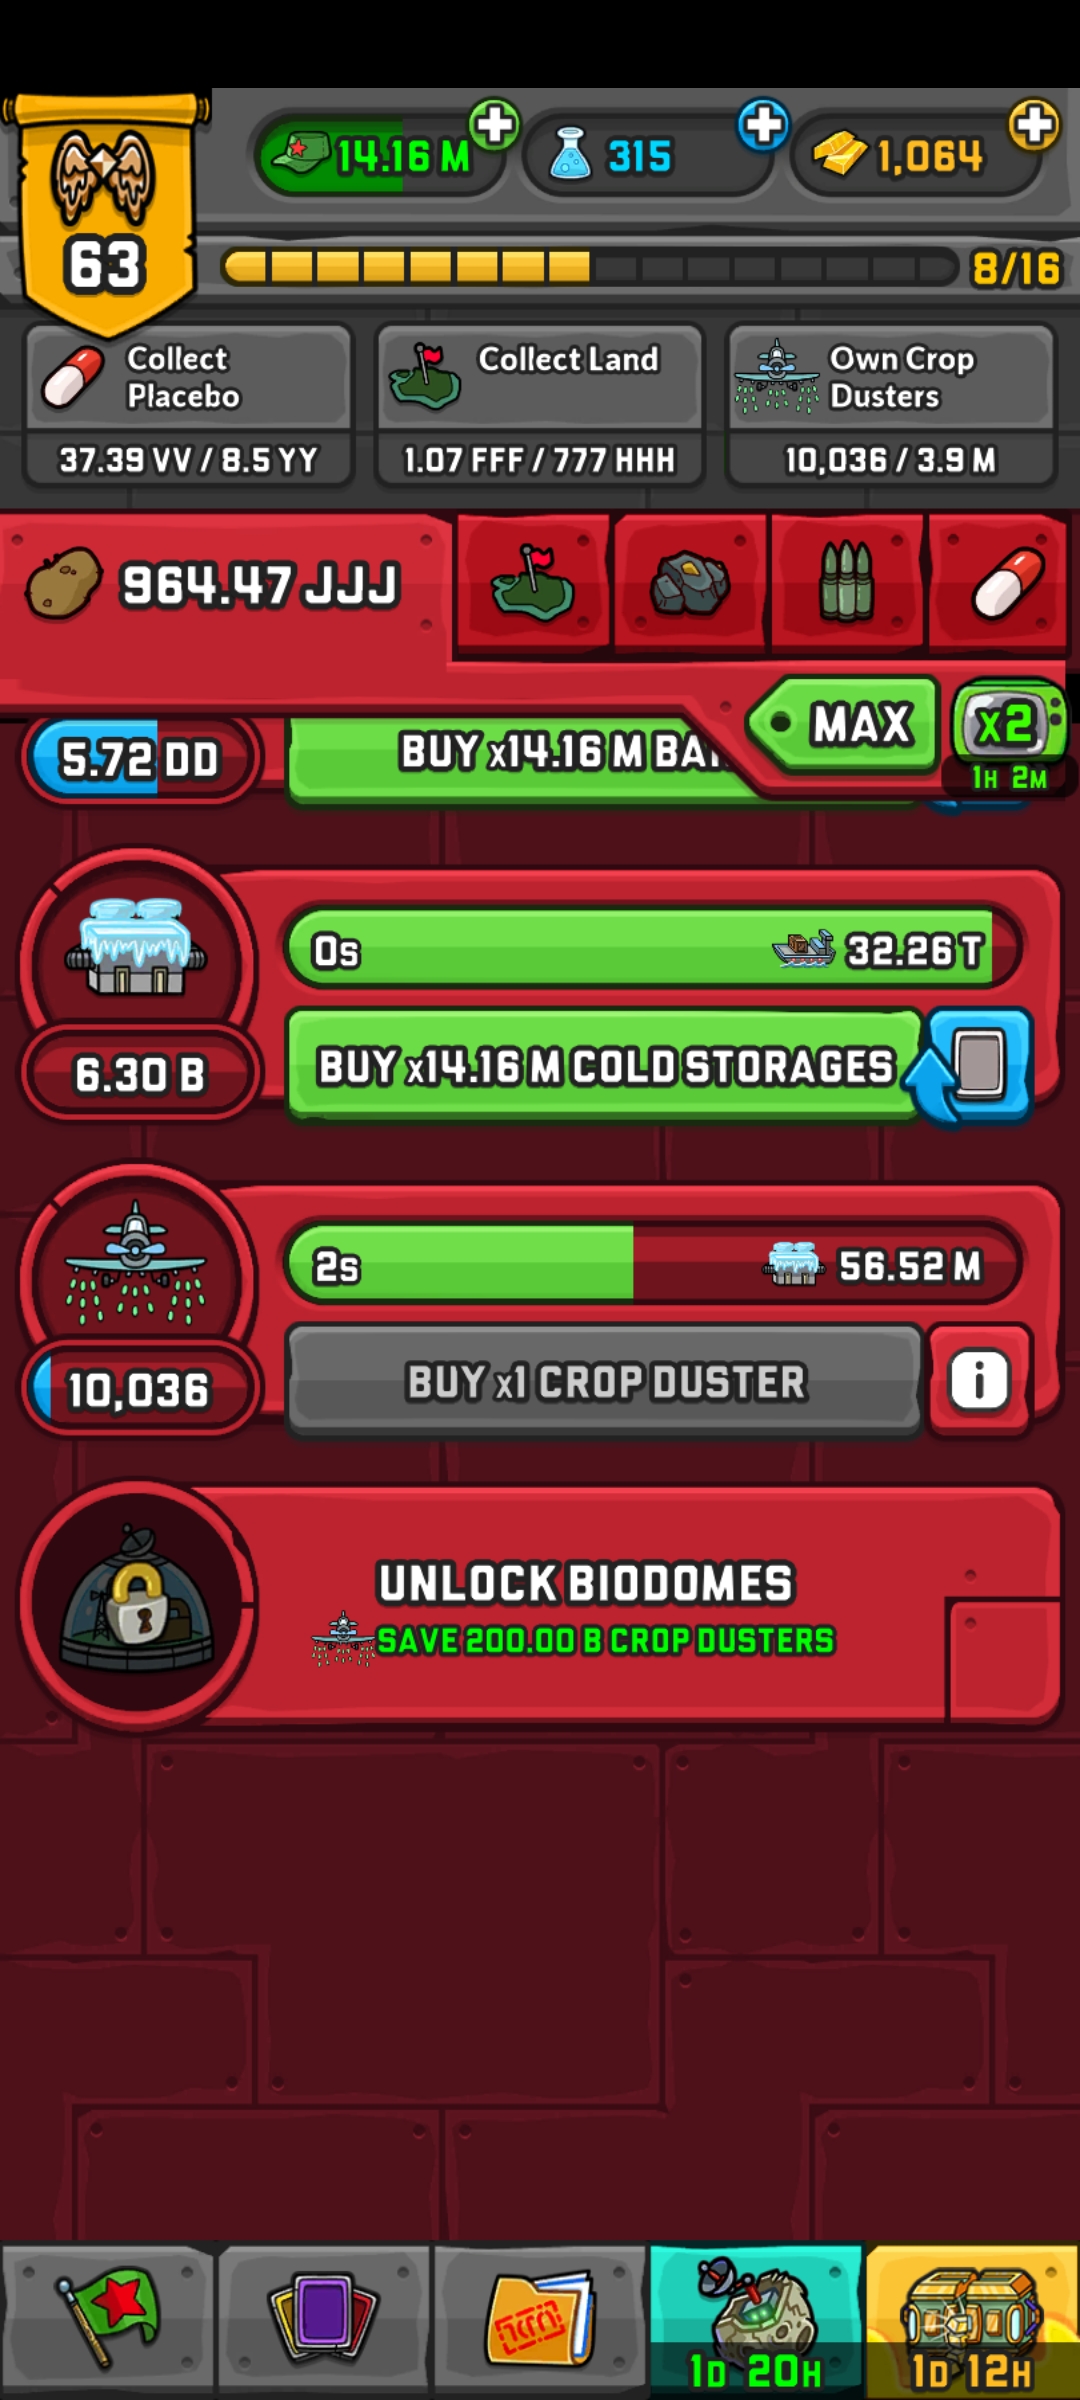 14.16 M
315
1,064
63
8/16
Collect
Placebo
37.39 VV / 8.5 YY
Collect Land
1.07 FFF / 777 HHH
Own Crop
Dusters
10,036 / 3.9 M
964.47 JJJ
MAX
X2
1H 2M
5.72 DD
BUY x14.16 M
0s
32.26 T
6.30 B
BUY x14.16 M COLD STORAGES
2s
56.52 M
10,036
BUY x1 CROP DUSTER
i
UNLOCK BIODOMES
SAVE 200.00 B CROP DUSTERS
1D 20H
1D 12H